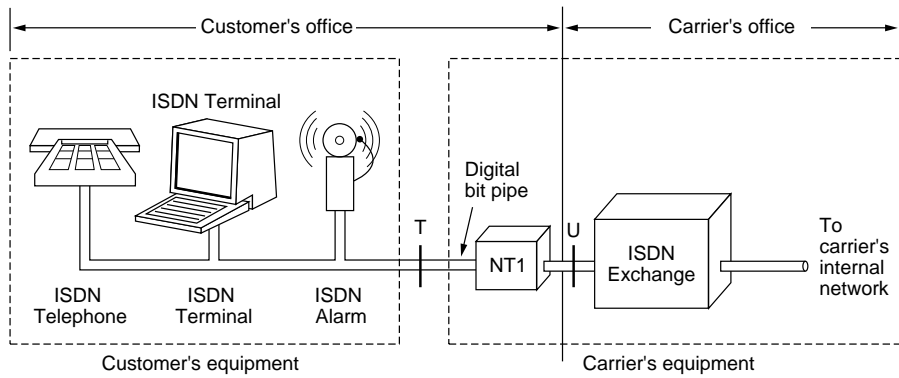 Customer's office
Carrier's office
ISDN Terminal
Digital
bit pipe
T
U
NT1
ISDN
Exchange
To
carrier's
internal
network
ISDN
Telephone
ISDN
Terminal
ISDN
Alarm
Customer's equipment
Carrier's equipment